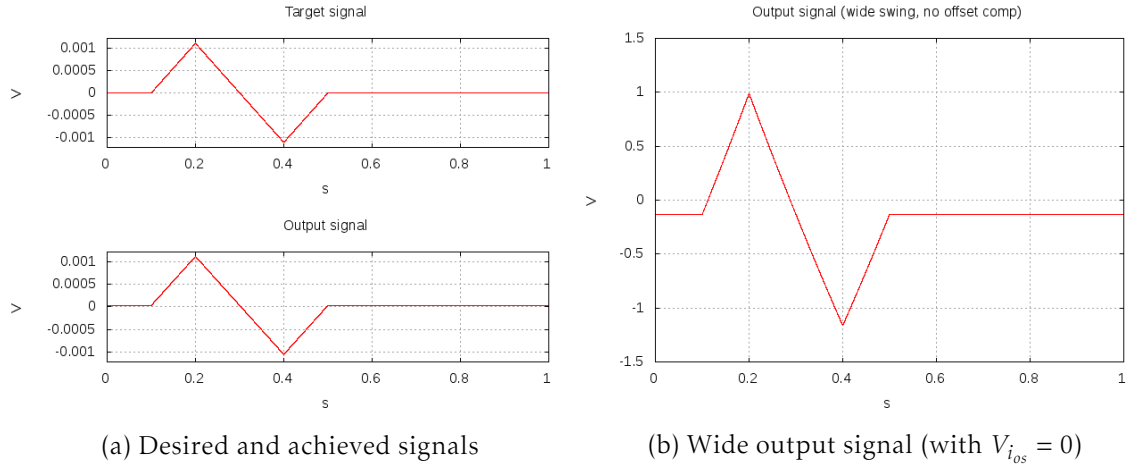 Target signal
0.001
0.0005
0
-0.0005
-0.001
V
0 0.2 0.4 0.6 0.8 1
s
Output signal
0.001
0.0005
0
-0.0005
-0.001
V
0 0.2 0.4 0.6 0.8 1
s
(a) Desired and achieved signals
Output signal (wide swing, no offset comp)
1.5
1
0.5
0
-0.5
-1
-1.5
V
0 0.2 0.4 0.6 0.8 1
s
(b) Wide output signal (with V_{i_{os}} = 0)